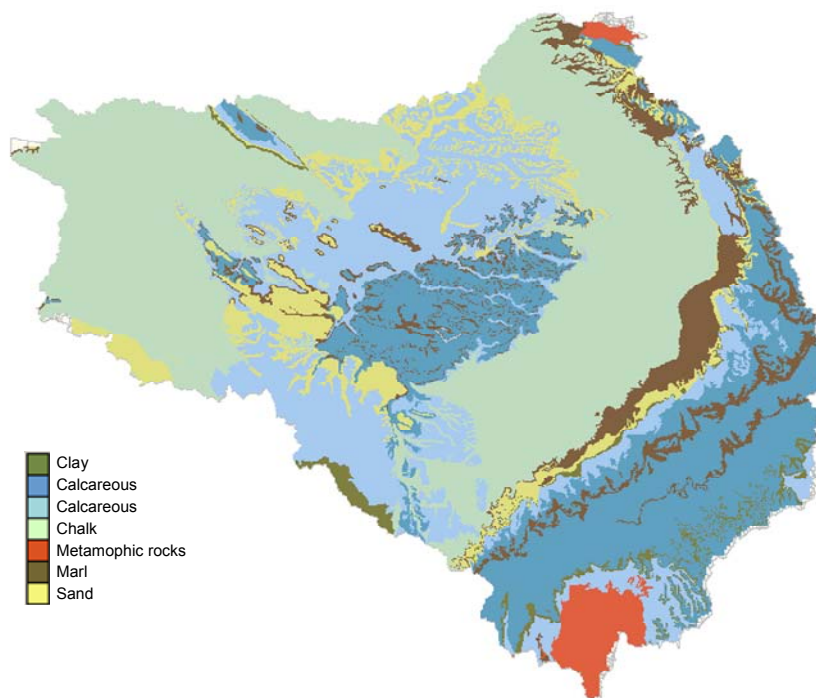 Clay
Calcareous
Calcareous
Chalk
Metamophic rocks
Marl
Sand